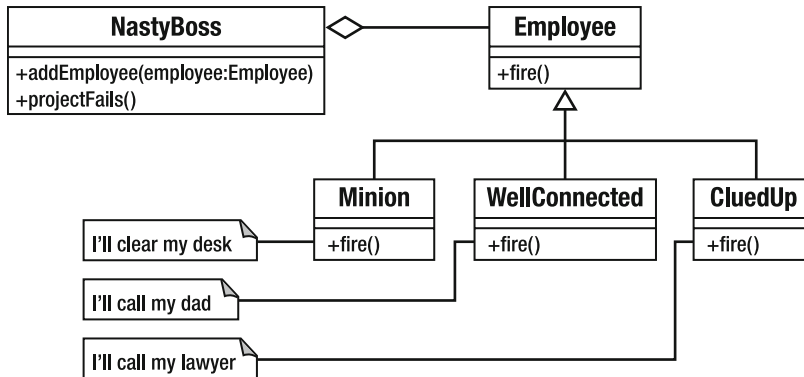 NastyBoss
+addEmployee(employee:Employee)
+projectFails()
Employee
+fire()
Minion
+fire()
WellConnected
+fire()
CluedUp
+fire()
I'll clear my desk
I'll call my dad
I'll call my lawyer